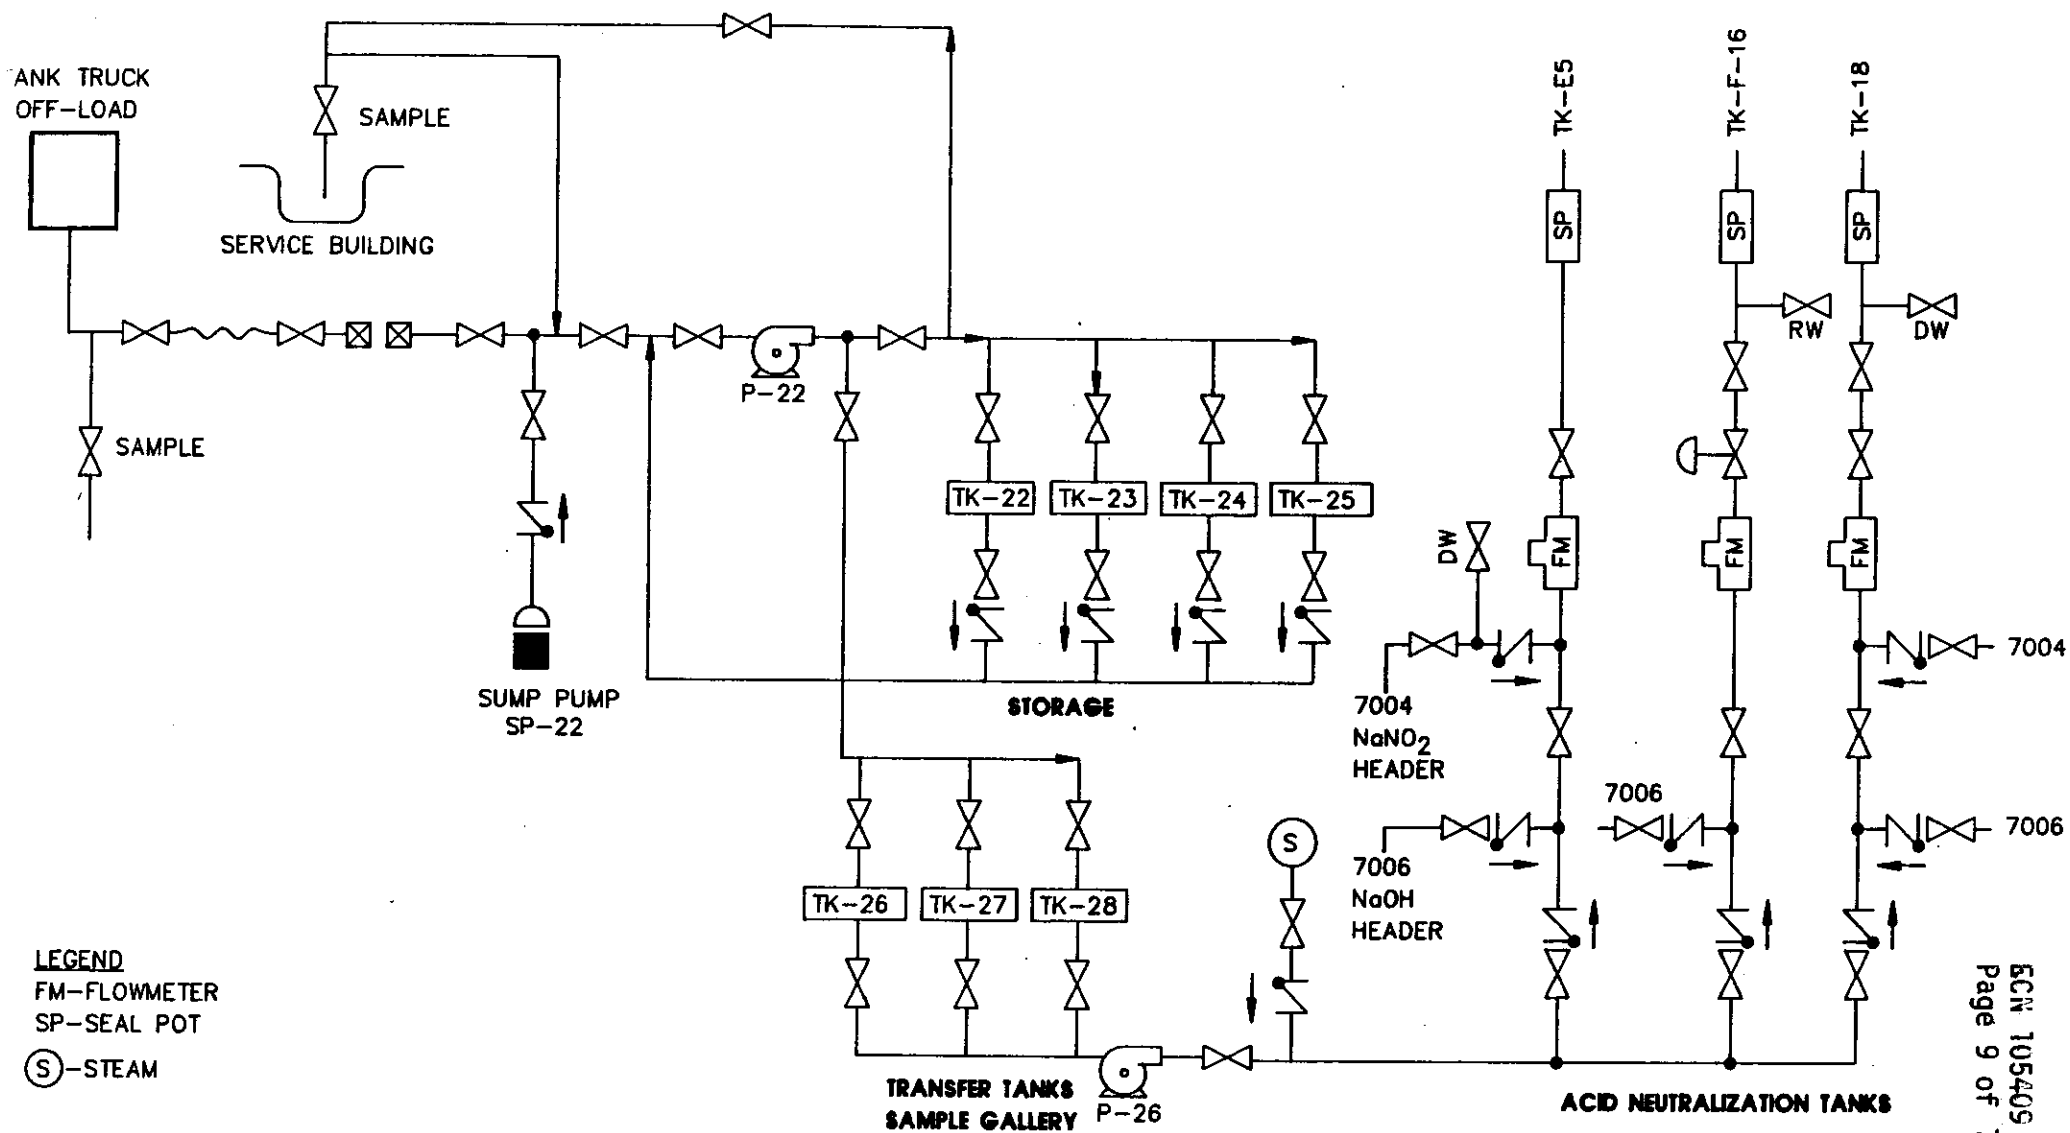 ANK TRUCK
OFF-LOAD
SAMPLE
SERVICE BUILDING
SAMPLE
P-22
SUMP PUMP
SP-22
TK-22
TK-23
TK-24
TK-25
STORAGE
TK-26
TK-27
TK-28
TRANSFER TANKS
SAMPLE GALLERY
P-26
S
TK-E5
TK-F-16
TK-18
SP
SP
SP
RW
DW
DW
FM
FM
FM
7004
NaNO2
HEADER
7004
7006
NaOH
HEADER
7006
7006
ACID NEUTRALIZATION TANKS
LEGEND
FM-FLOWMETER
SP-SEAL POT
S -STEAM
ECN 105409
Page 9 of